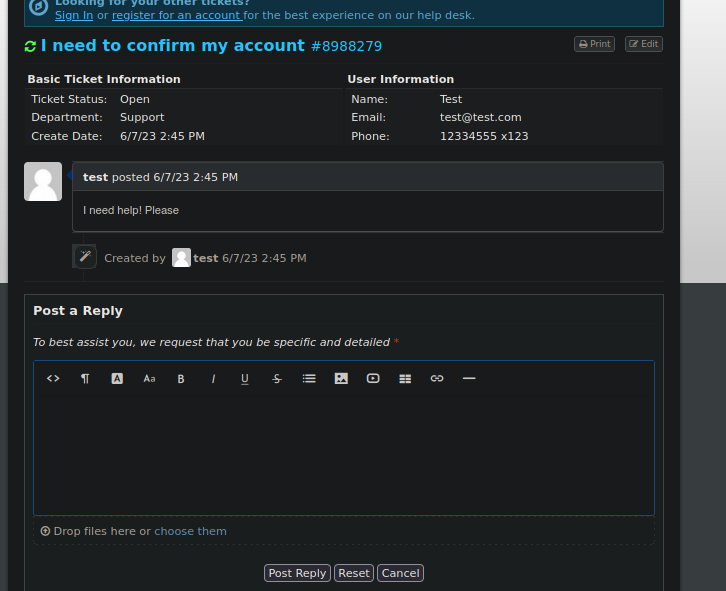 Looking for your other tickets?
Sign In or register for an account for the best experience on our help desk.
I need to confirm my account #8988279
Print
Edit
Basic Ticket Information
User Information
Ticket Status: Open
Name: Test
Department: Support
Email: test@test.com
Create Date: 6/7/23 2:45 PM
Phone: 12334555 x123
test posted 6/7/23 2:45 PM
I need help! Please
Created by test 6/7/23 2:45 PM
Post a Reply
To best assist you, we request that you be specific and detailed *
<> ¶ A Aa B I U S
Drop files here or choose them
Post Reply Reset Cancel